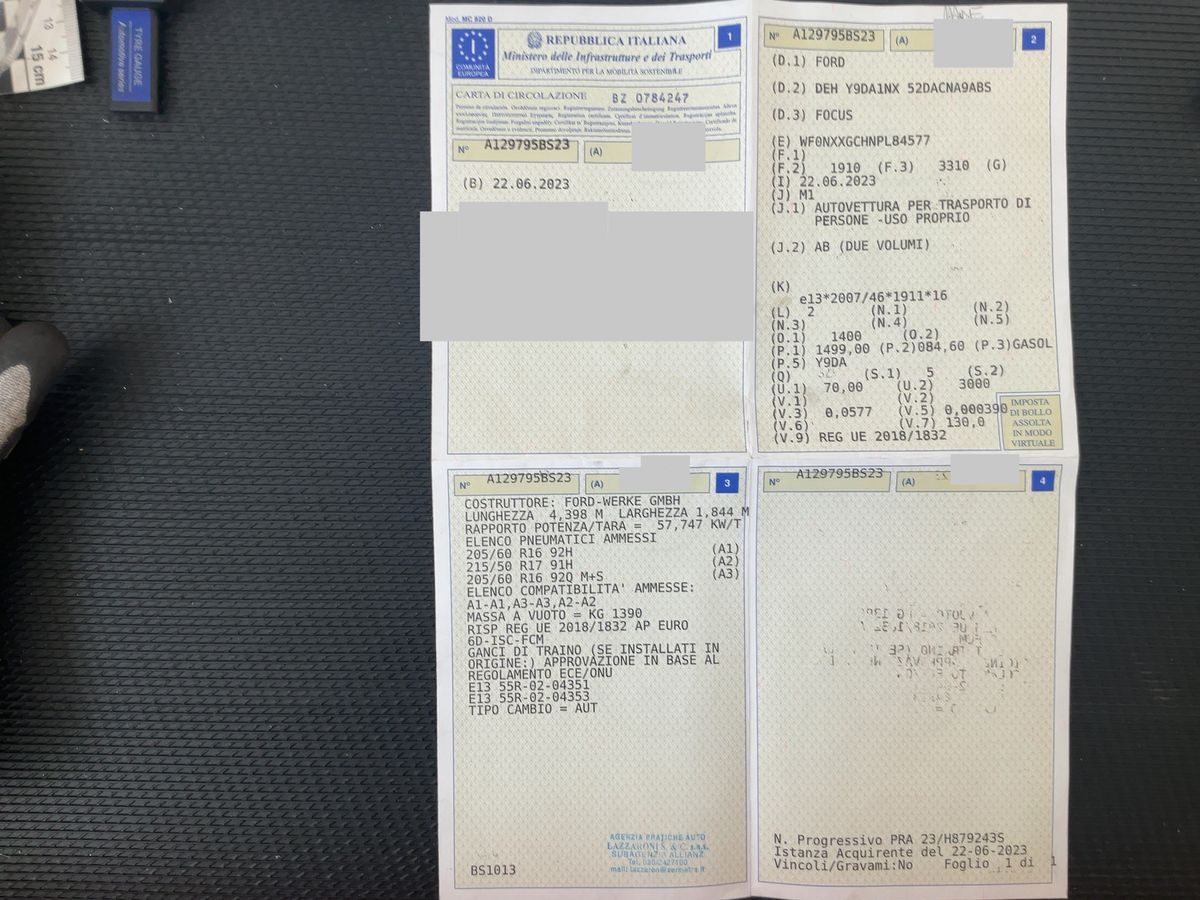 13
14
15 cm
TYRE GAUGE
Automotive series
Mod. MC 820 D
I
COMUNITÀ
EUROPEA
REPUBBLICA ITALIANA
Ministero delle Infrastrutture e dei Trasporti
DIPARTIMENTO PER LA MOBILITÀ SOSTENIBILE
1
CARTA DI CIRCOLAZIONE BZ 0784247
N° A129795BS23 (A)
(B) 22.06.2023
N° A129795BS23 (A) 2
(D.1) FORD
(D.2) DEH Y9DA1NX 52DACNA9ABS
(D.3) FOCUS
(E) WF0NXXGCHNPL84577
(F.1)
(F.2) 1910 (F.3) 3310 (G)
(I) 22.06.2023
(J) M1
(J.1) AUTOVETTURA PER TRASPORTO DI
PERSONE -USO PROPRIO
(J.2) AB (DUE VOLUMI)
(K)
e13*2007/46*1911*16
(L) 2 (N.1) (N.2)
(N.3) (N.4) (N.5)
(O.1) 1400 (O.2)
(P.1) 1499,00 (P.2)084,60 (P.3)GASOL
(P.5) Y9DA
(Q) (S.1) 5 (S.2)
(U.1) 70,00 (U.2) 3000
(V.1) (V.2)
(V.3) 0,0577 (V.5) 0,000390
(V.6) (V.7) 130,0
(V.9) REG UE 2018/1832
IMPOSTA
DI BOLLO
ASSOLTA
IN MODO
VIRTUALE
N° A129795BS23 (A) 3
COSTRUTTORE: FORD-WERKE GMBH
LUNGHEZZA 4,398 M LARGHEZZA 1,844 M
RAPPORTO POTENZA/TARA = 57,747 KW/T
ELENCO PNEUMATICI AMMESSI
205/60 R16 92H (A1)
215/50 R17 91H (A2)
205/60 R16 92Q M+S (A3)
ELENCO COMPATIBILITA' AMMESSE:
A1-A1,A3-A3,A2-A2
MASSA A VUOTO = KG 1390
RISP REG UE 2018/1832 AP EURO
6D-ISC-FCM
GANCI DI TRAINO (SE INSTALLATI IN
ORIGINE:) APPROVAZIONE IN BASE AL
REGOLAMENTO ECE/ONU
E13 55R-02-04351
E13 55R-02-04353
TIPO CAMBIO = AUT
BS1013
AGENZIA PRATICHE AUTO
LAZZARONI S. & C. s.a.s.
SUBAGENZIA ALLIANZ
N° A129795BS23 (A) 4
N. Progressivo PRA 23/H879243S
Istanza Acquirente del 22-06-2023
Vincoli/Gravami:No Foglio 1 di 1